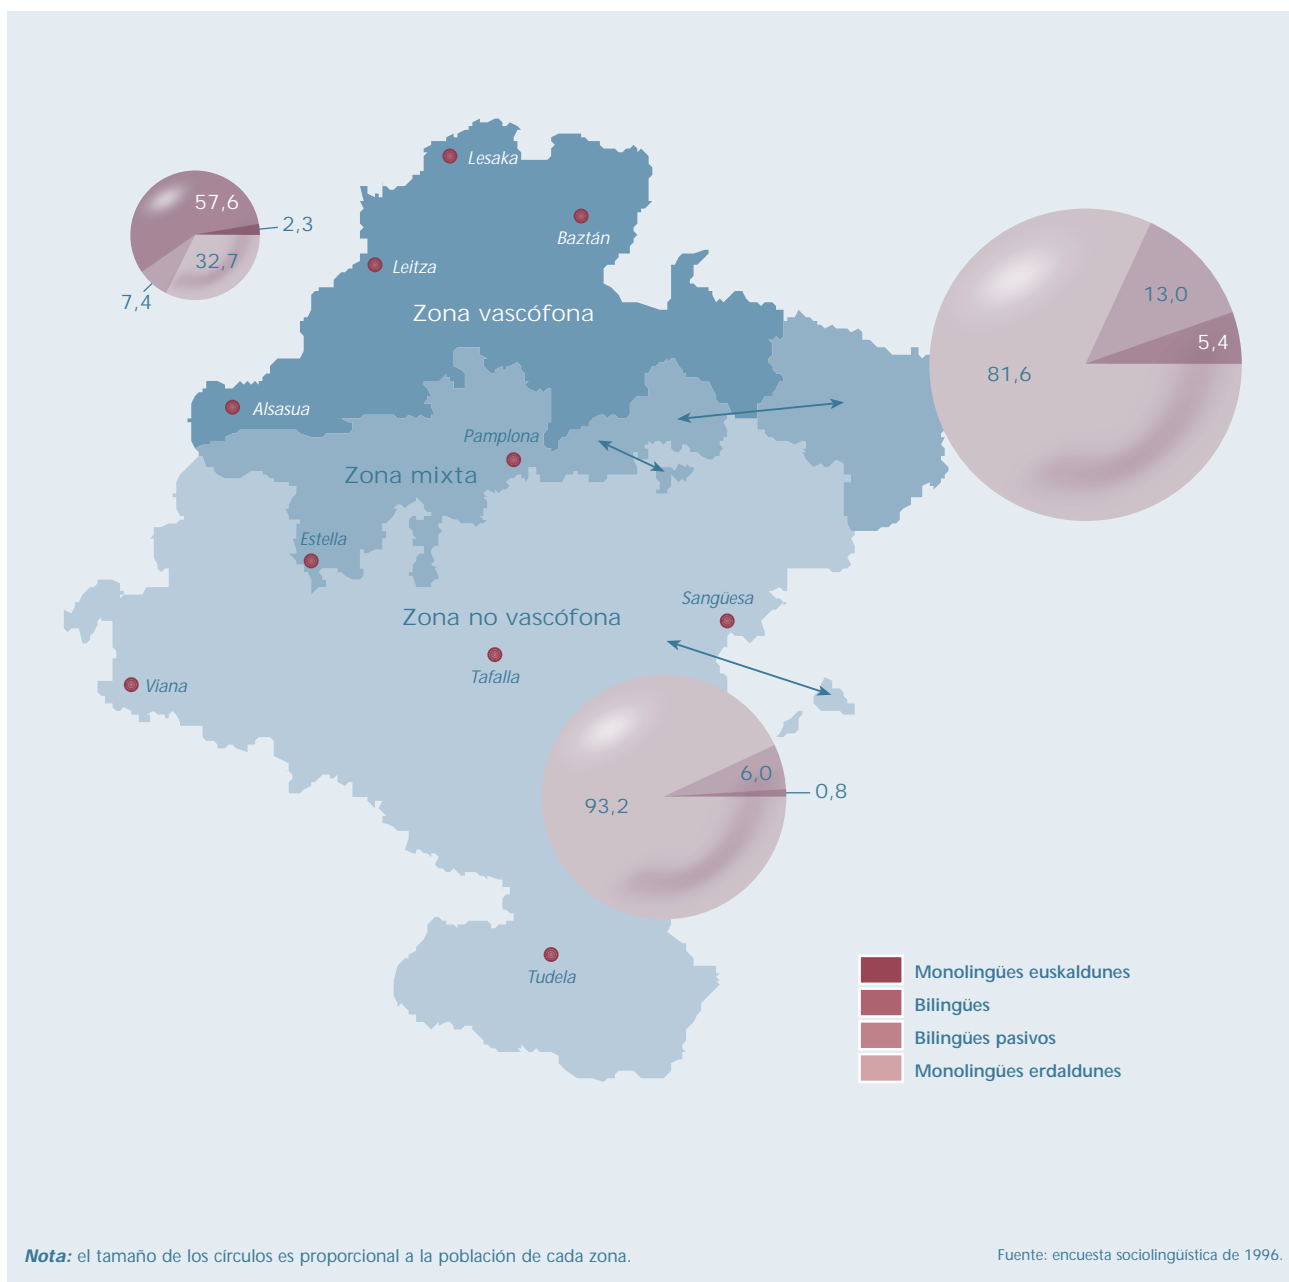 Lesaka
57,6
Baztán
2,3
32,7
Leitza
7,4
13,0
Zona vascófona
5,4
81,6
Alsasua
Pamplona
Zona mixta
Estella
Sangüesa
Zona no vascófona
Tafalla
Viana
6,0
0,8
93,2
Tudela
Monolingües euskaldunes
Bilingües
Bilingües pasivos
Monolingües erdaldunes
Nota: el tamaño de los círculos es proporcional a la población de cada zona.
Fuente: encuesta sociolingüística de 1996.